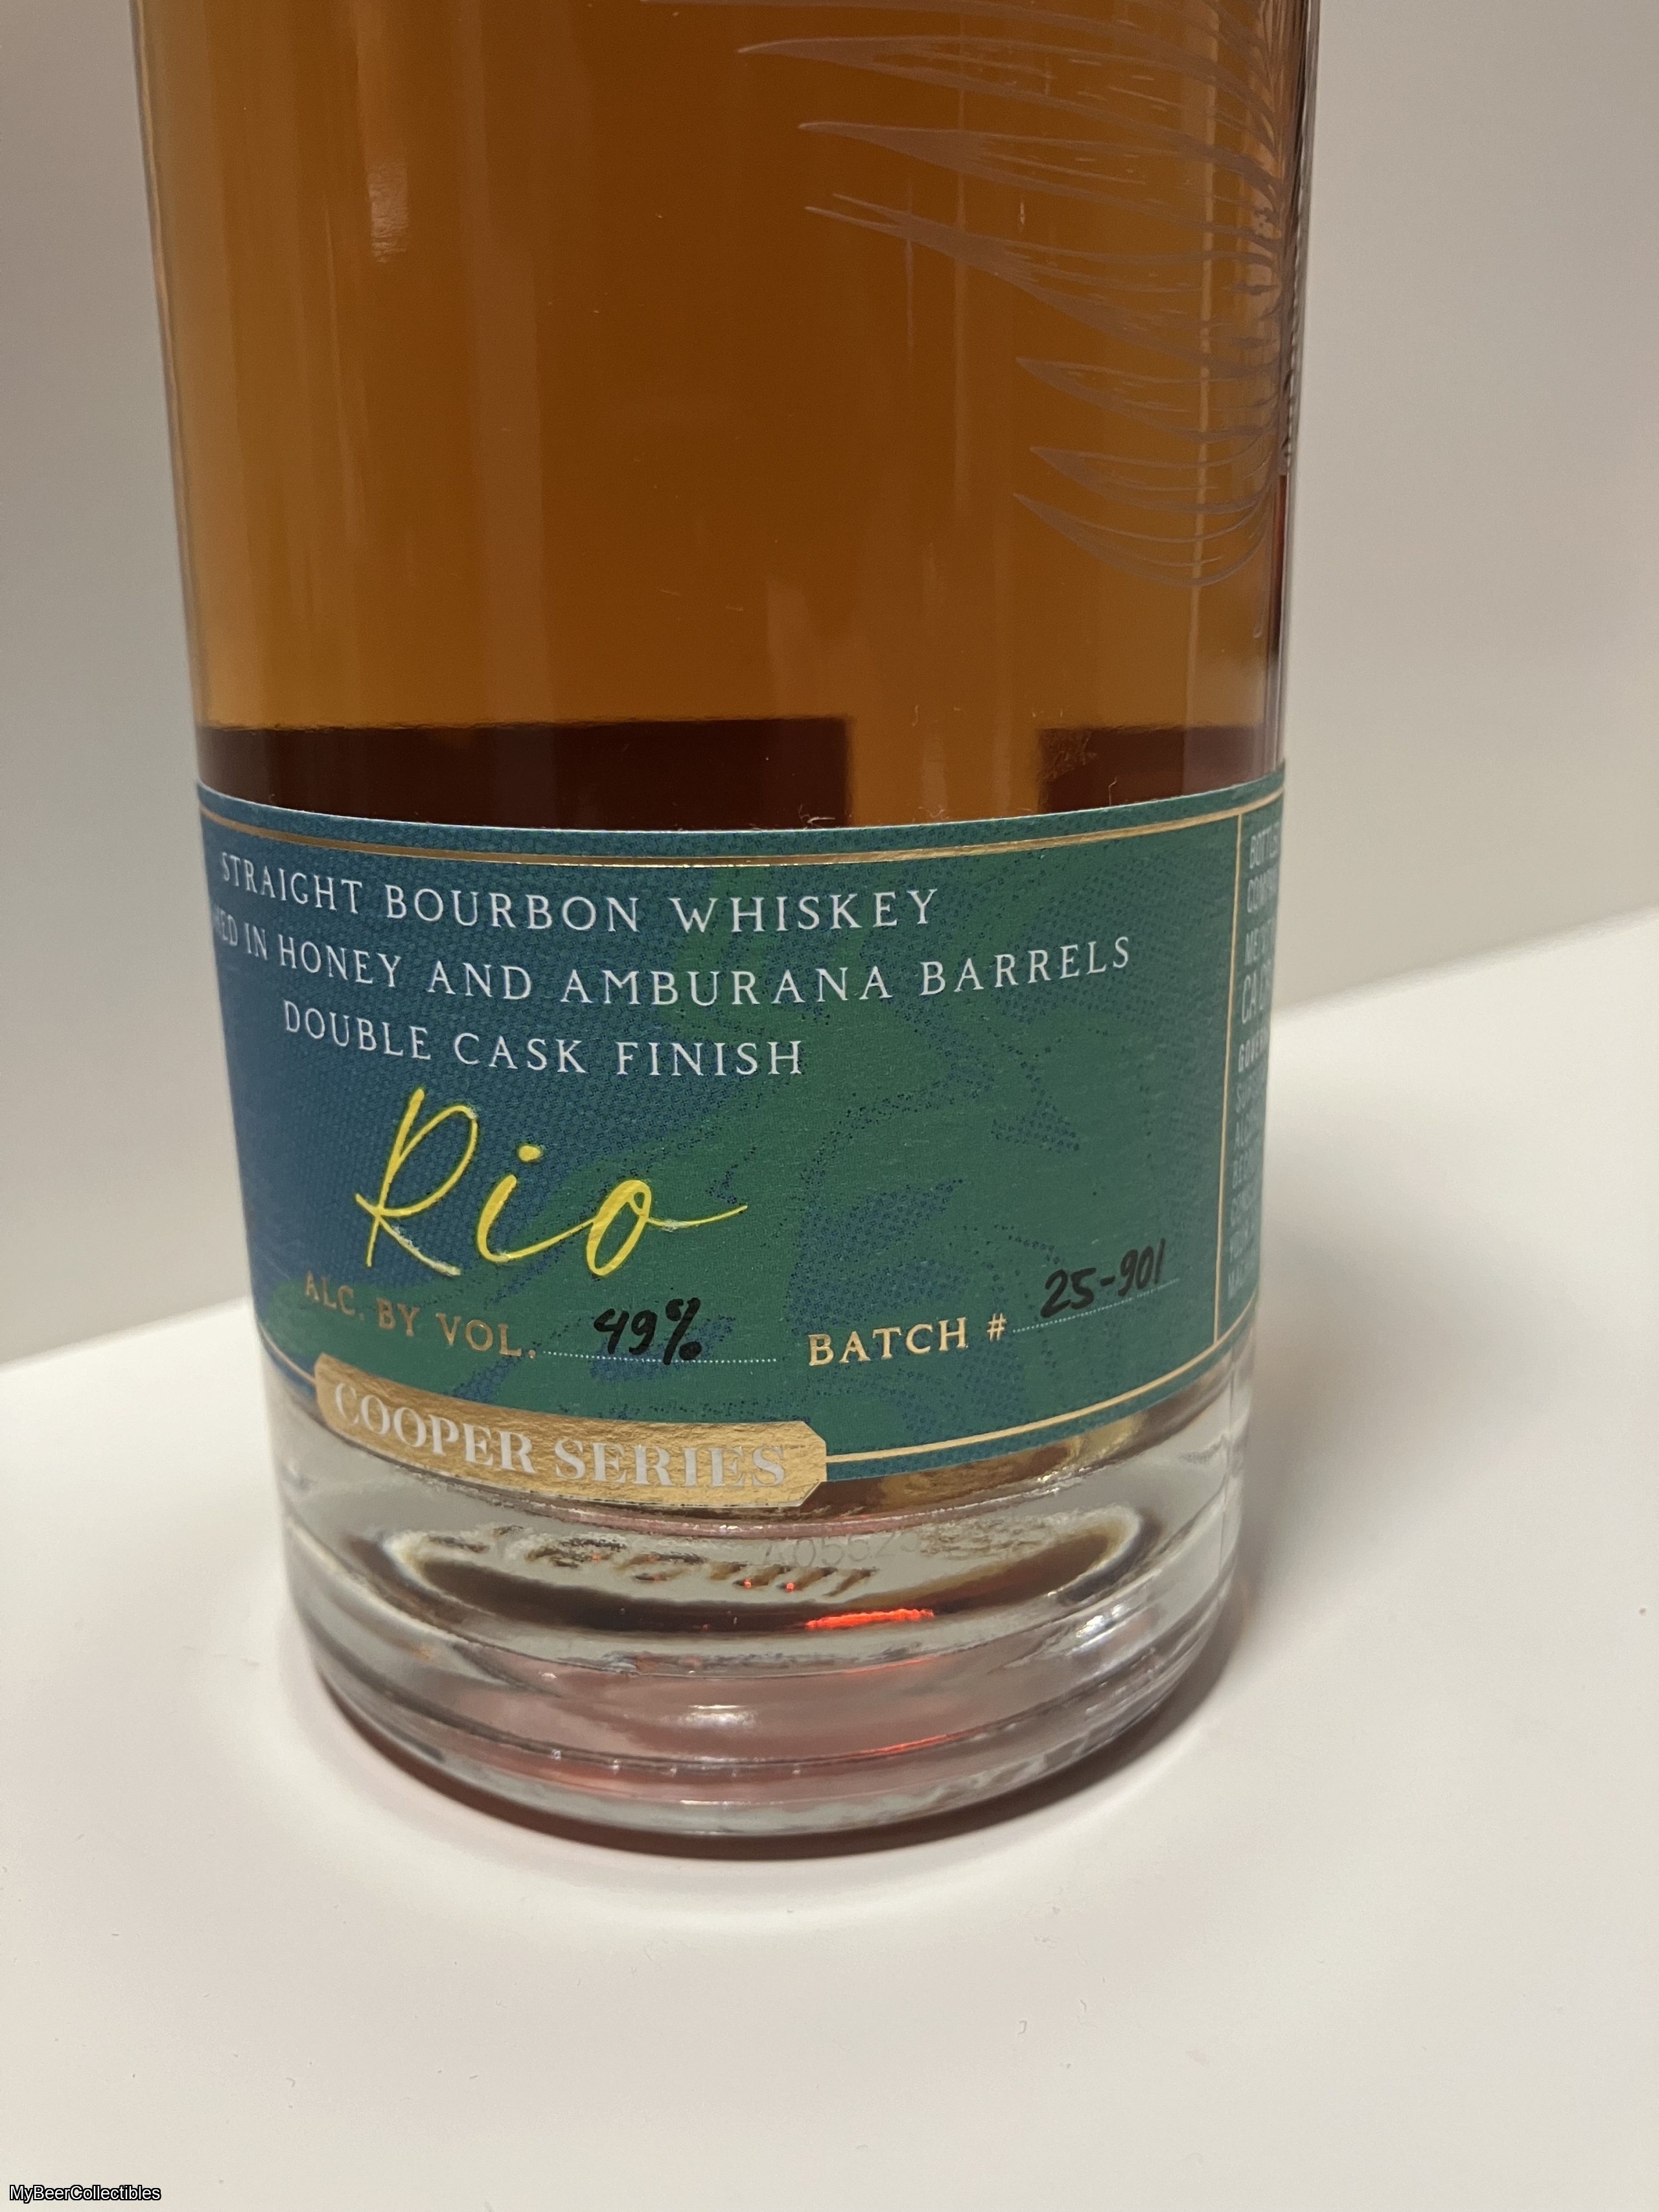 STRAIGHT BOURBON WHISKEY
IN HONEY AND AMBURANA BARRELS
DOUBLE CASK FINISH
Rio
ALC. BY VOL. 49% BATCH # 25-901
COOPER SERIES
MyBeerCollectibles